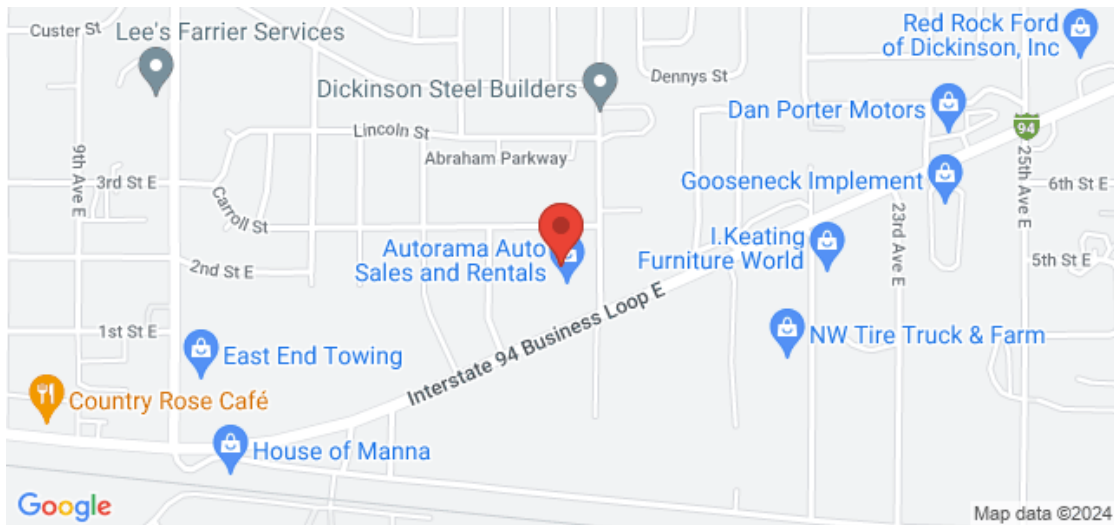 Custer St
Lee's Farrier Services
Red Rock Ford
of Dickinson, Inc
Dennys St
Dickinson Steel Builders
Dan Porter Motors
94
Lincoln St
Abraham Parkway
9th Ave E
25th Ave E
3rd St E
Gooseneck Implement
6th St E
Carroll St
23rd Ave E
I.Keating
Furniture World
Autorama Auto
Sales and Rentals
2nd St E
5th St E
Interstate 94 Business Loop E
1st St E
East End Towing
NW Tire Truck & Farm
Country Rose Café
House of Manna
Google
Map data ©2024